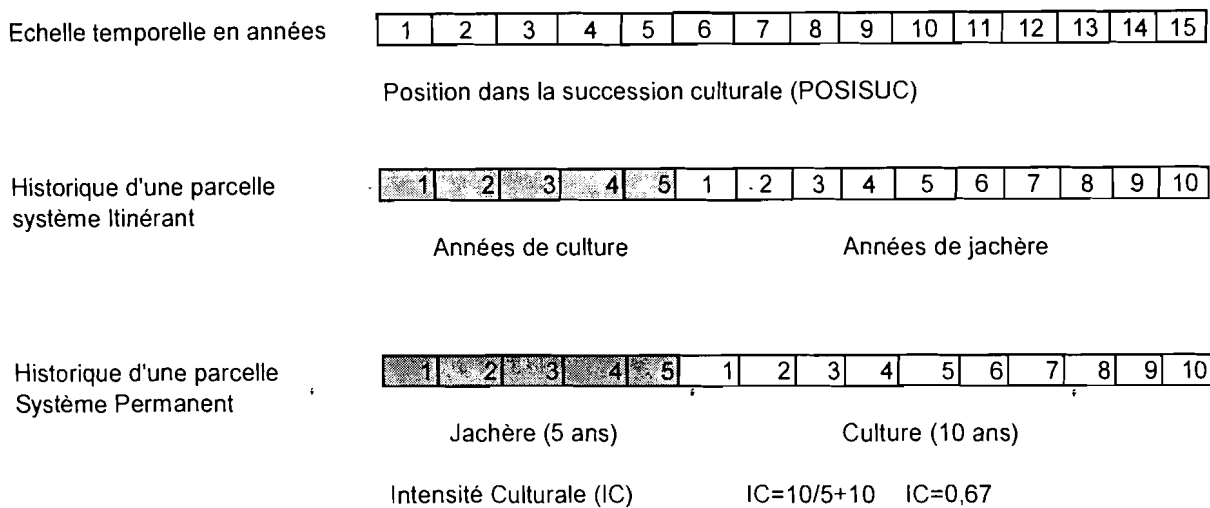 Echelle temporelle en années 1 2 3 4 5 6 7 8 9 10 11 12 13 14 15
Position dans la succession culturale (POSISUC)
Historique d'une parcelle
système Itinérant
1 2 3 4 5 1 2 3 4 5 6 7 8 9 10
Années de culture Années de jachère
Historique d'une parcelle
Système Permanent
1 2 3 4 5 1 2 3 4 5 6 7 8 9 10
Jachère (5 ans) Culture (10 ans)
Intensité Culturale (IC) IC=10/5+10 IC=0,67